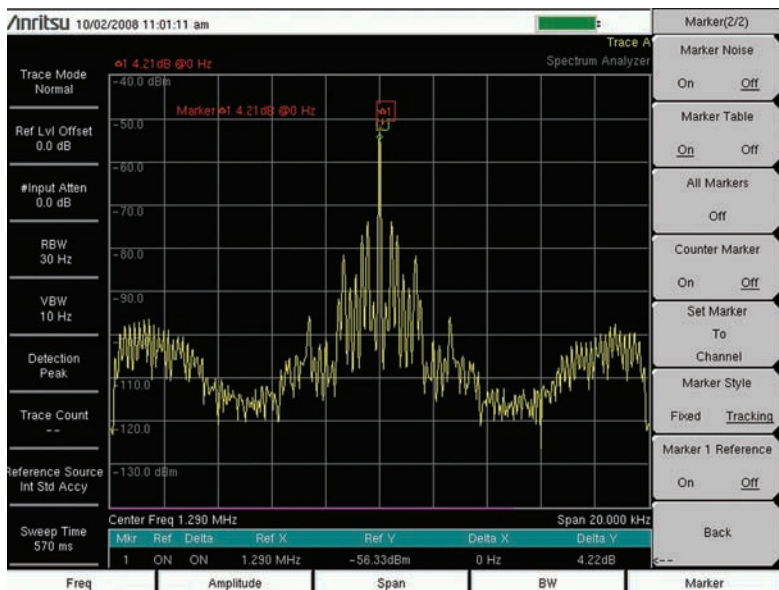 Anritsu 10/02/2008 11:01:11 am
Trace A
Spectrum Analyzer
Δ1 4.21dB @0 Hz
-40.0 dBm
Marker Δ1 4.21dB @0 Hz
Δ1
-50.0
-60.0
-70.0
-80.0
-90.0
-110.0
-120.0
-130.0 dBm
Trace Mode
Normal
Ref Lvl Offset
0.0 dB
#Input Atten
0.0 dB
RBW
30 Hz
VBW
10 Hz
Detection
Peak
Trace Count
--
Reference Source
Int Std Accy
Sweep Time
570 ms
Center Freq 1.290 MHz
Span 20.000 kHz
Mkr Ref Delta Ref X Ref Y Delta X Delta Y
1 ON ON 1.290 MHz -56.33dBm 0 Hz 4.22dB
Marker(2/2)
Marker Noise
On Off
Marker Table
On Off
All Markers
Off
Counter Marker
On Off
Set Marker
To
Channel
Marker Style
Fixed Tracking
Marker 1 Reference
On Off
Back
<--
Freq Amplitude Span BW Marker